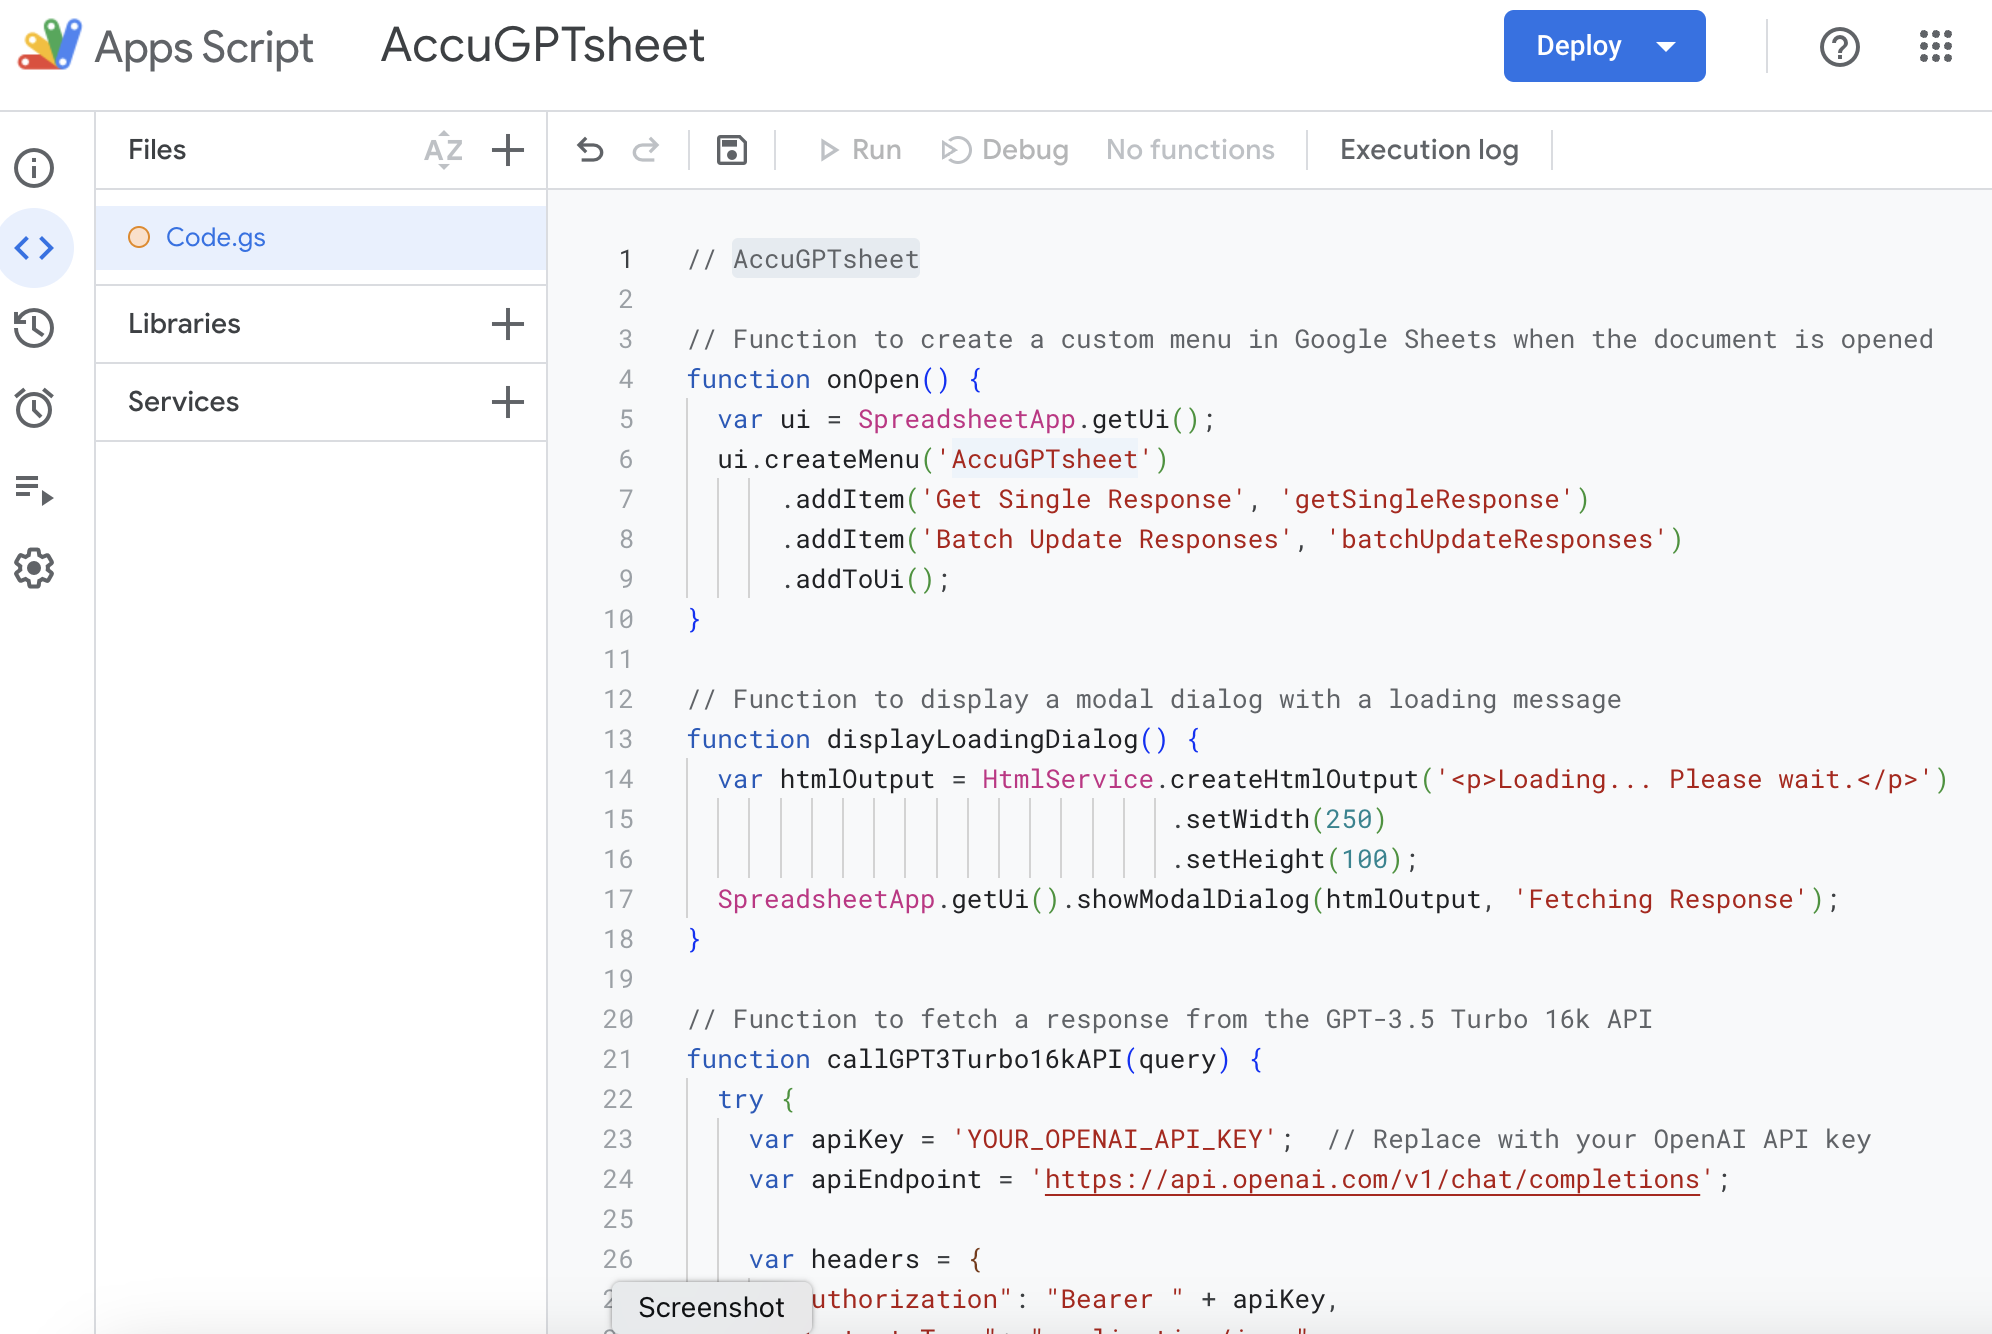 Apps Script
AccuGPTsheet
Deploy
Files
AZ
Run
Debug
No functions
Execution log
Code.gs
Libraries
Services
1 // AccuGPTsheet
2
3 // Function to create a custom menu in Google Sheets when the document is opened
4 function onOpen() {
5 var ui = SpreadsheetApp.getUi();
6 ui.createMenu('AccuGPTsheet')
7 .addItem('Get Single Response', 'getSingleResponse')
8 .addItem('Batch Update Responses', 'batchUpdateResponses')
9 .addToUi();
10 }
11
12 // Function to display a modal dialog with a loading message
13 function displayLoadingDialog() {
14 var htmlOutput = HtmlService.createHtmlOutput('<p>Loading... Please wait.</p>')
15 .setWidth(250)
16 .setHeight(100);
17 SpreadsheetApp.getUi().showModalDialog(htmlOutput, 'Fetching Response');
18 }
19
20 // Function to fetch a response from the GPT-3.5 Turbo 16k API
21 function callGPT3Turbo16kAPI(query) {
22 try {
23 var apiKey = 'YOUR_OPENAI_API_KEY'; // Replace with your OpenAI API key
24 var apiEndpoint = 'https://api.openai.com/v1/chat/completions';
25
26 var headers = {
uthorization": "Bearer " + apiKey,
Screenshot